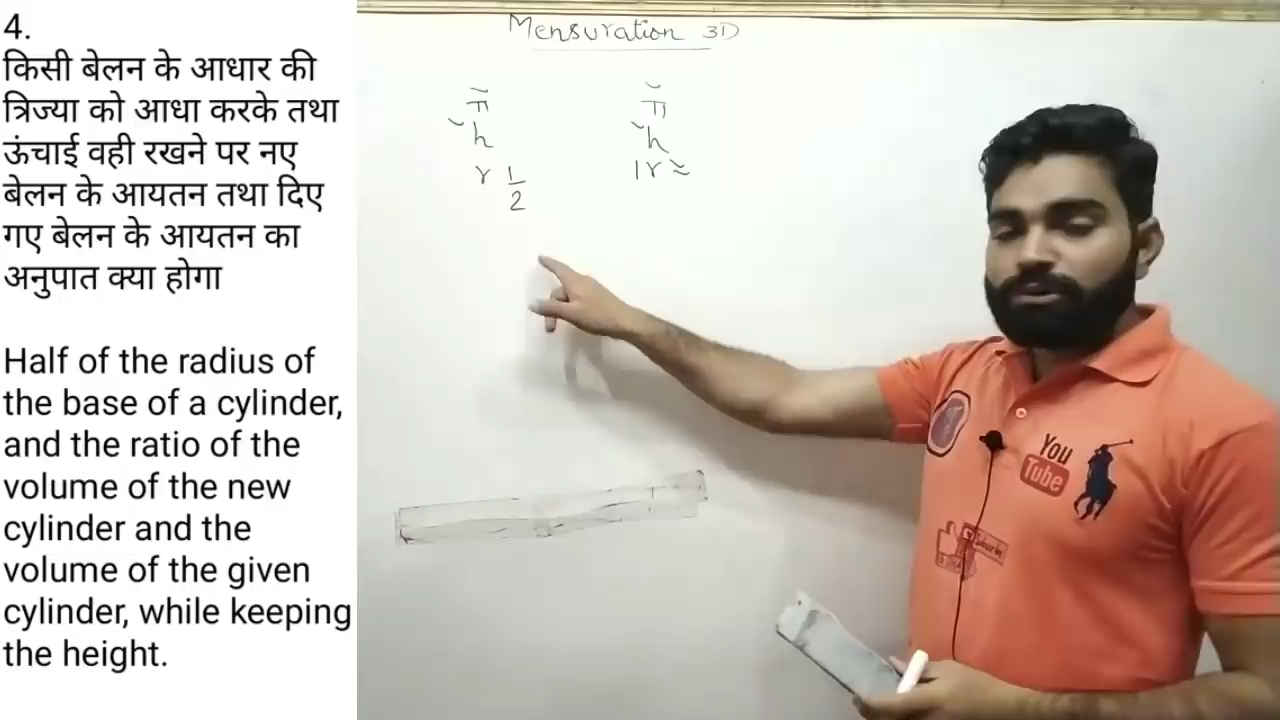 4.
किसी बेलन के आधार की
त्रिज्या को आधा करके तथा
ऊंचाई वही रखने पर नए
बेलन के आयतन तथा दिए
गए बेलन के आयतन का
अनुपात क्या होगा
Half of the radius of
the base of a cylinder,
and the ratio of the
volume of the new
cylinder and the
volume of the given
cylinder, while keeping
the height.
Mensuration 3D
π π
h h
r 1/2 1r
You
Tube